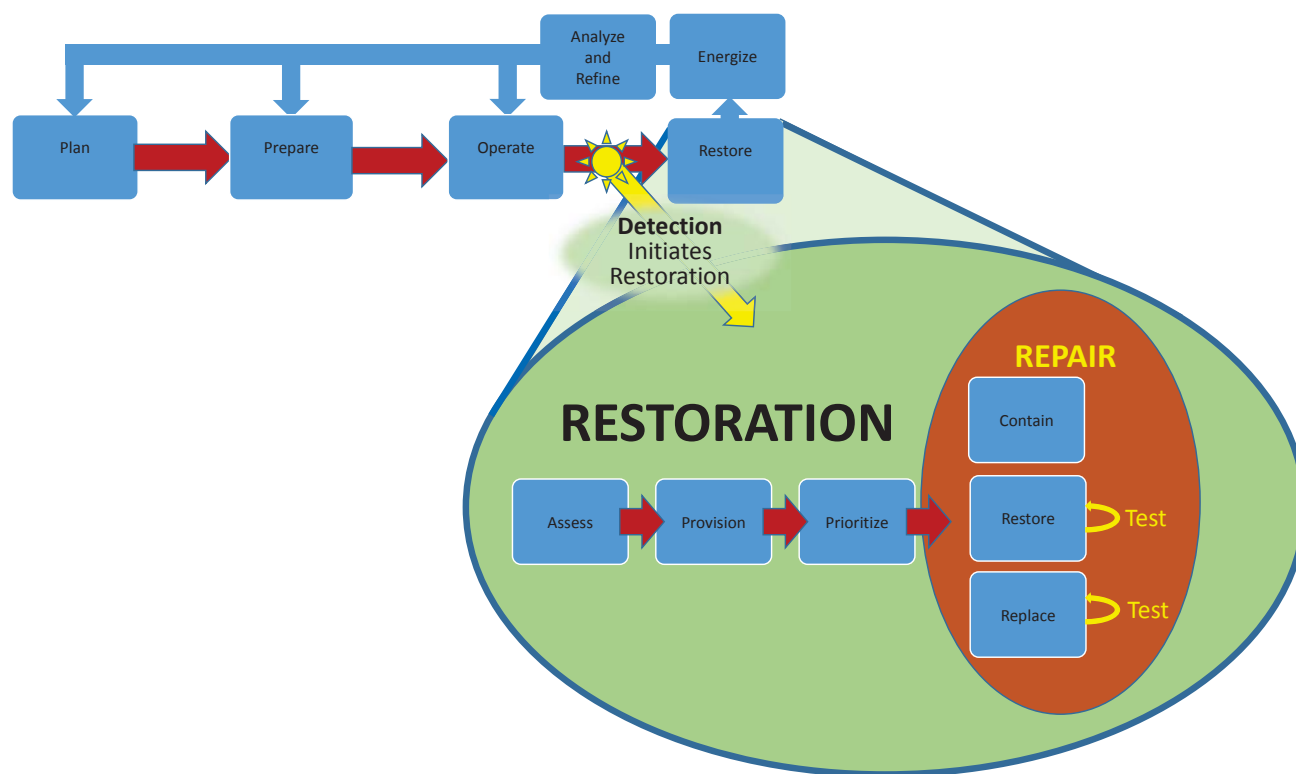 Analyze
and
Refine
Energize
Plan
Prepare
Operate
Restore
Detection
Initiates
Restoration
REPAIR
RESTORATION
Contain
Assess
Provision
Prioritize
Restore
Test
Replace
Test